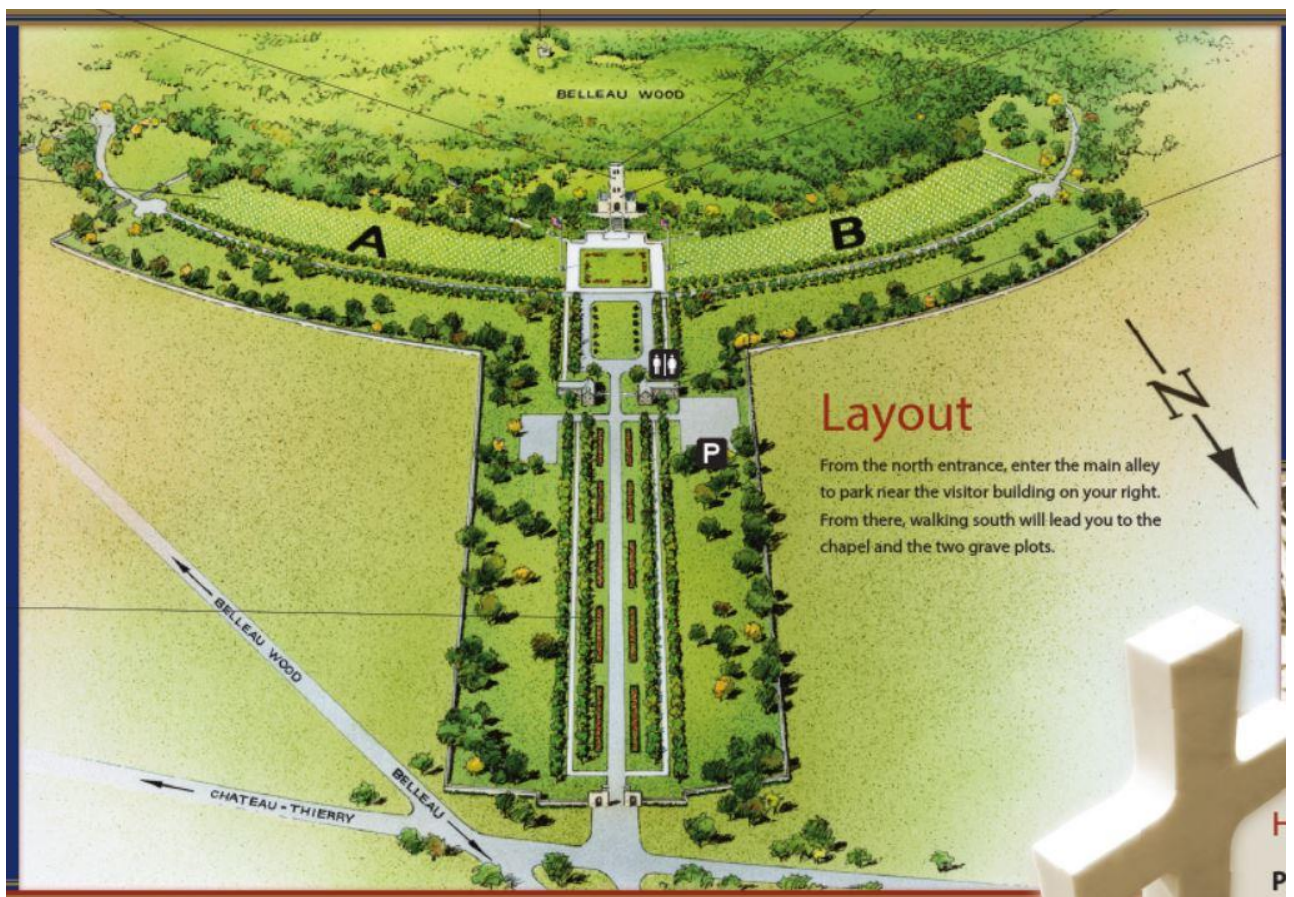 BELLEAU WOOD
A
B
N
Layout
From the north entrance, enter the main alley
to park near the visitor building on your right.
From there, walking south will lead you to the
chapel and the two grave plots.
P
BELLEAU WOOD
BELLEAU
CHATEAU-THIERRY
H
P